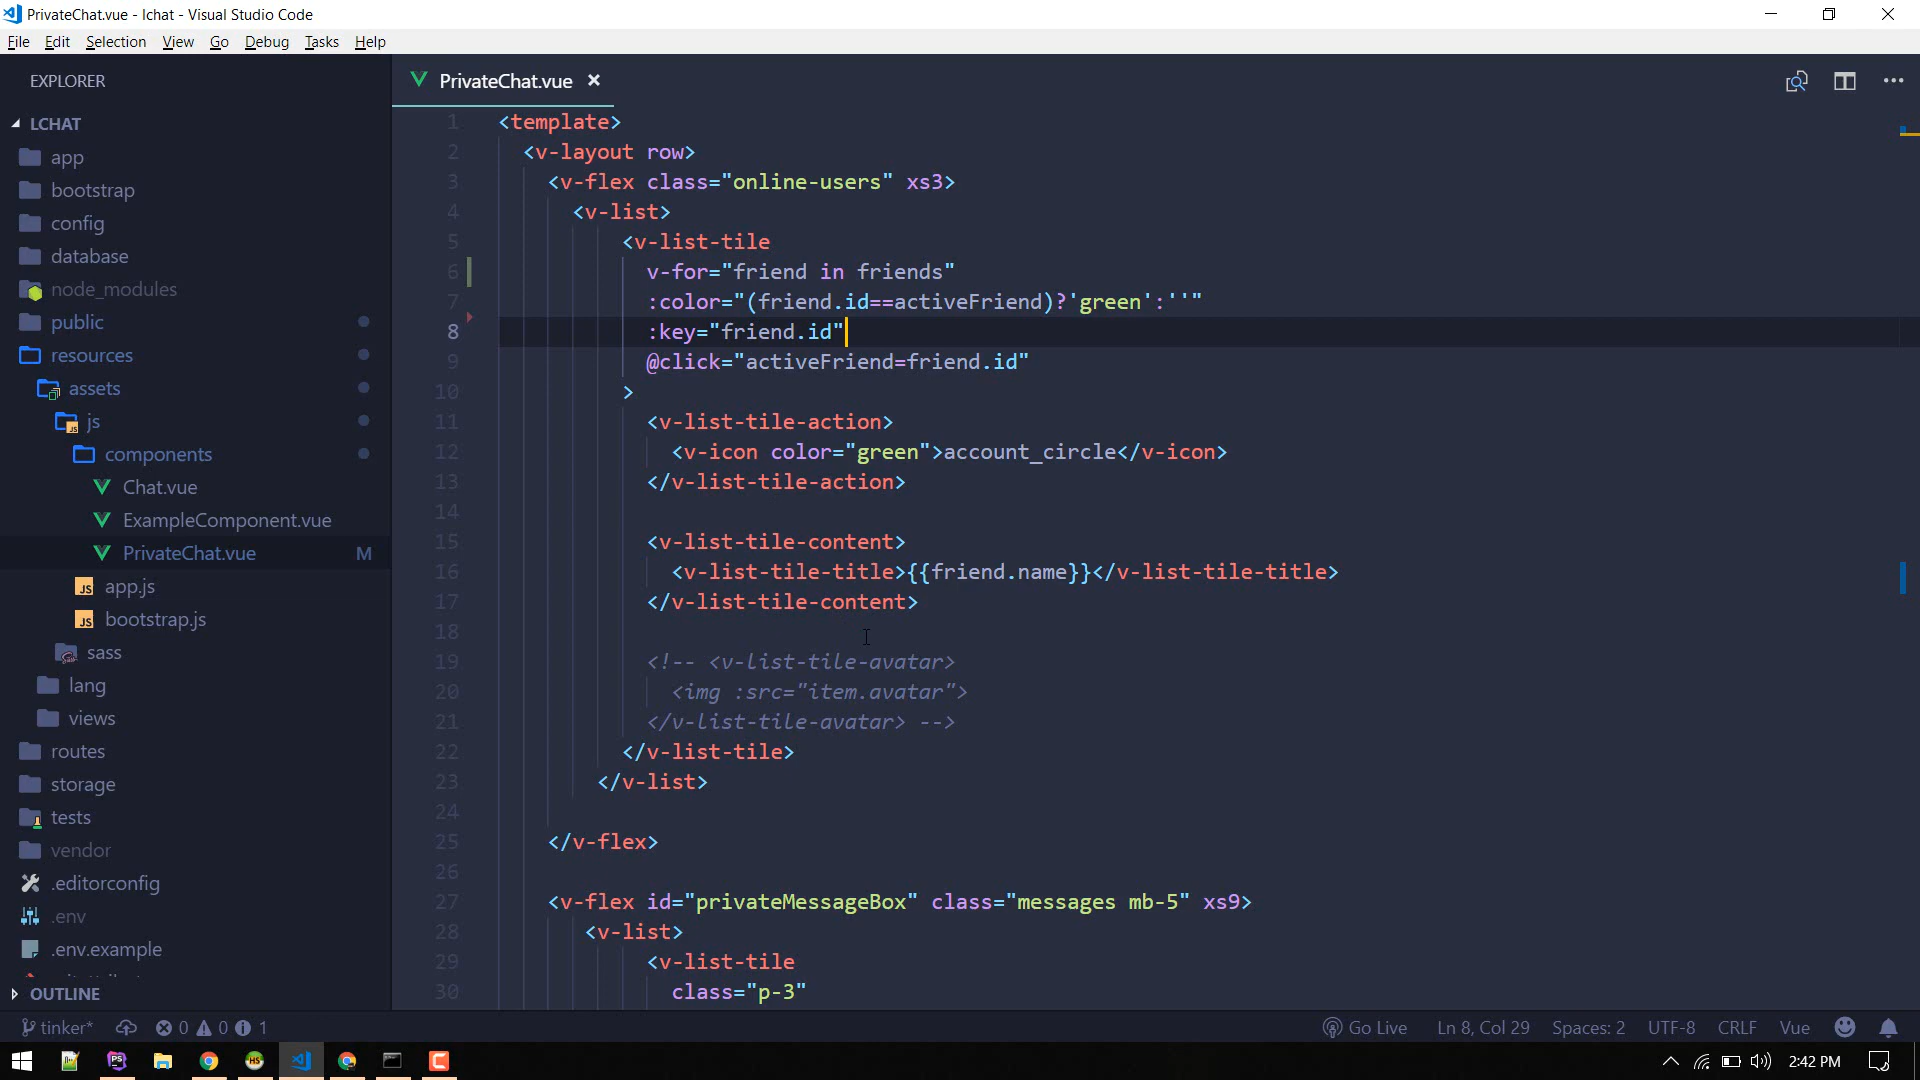 PrivateChat.vue - lchat - Visual Studio Code
File Edit Selection View Go Debug Tasks Help
EXPLORER
PrivateChat.vue
LCHAT
app
bootstrap
config
database
node_modules
public
resources
assets
js
components
Chat.vue
ExampleComponent.vue
PrivateChat.vue M
app.js
bootstrap.js
sass
lang
views
routes
storage
tests
vendor
.editorconfig
.env
.env.example
OUTLINE
1 <template>
2 <v-layout row>
3 <v-flex class="online-users" xs3>
4 <v-list>
5 <v-list-tile
6 v-for="friend in friends"
7 :color="(friend.id==activeFriend)?'green':''"
8 :key="friend.id"
9 @click="activeFriend=friend.id"
10 >
11 <v-list-tile-action>
12 <v-icon color="green">account_circle</v-icon>
13 </v-list-tile-action>
14
15 <v-list-tile-content>
16 <v-list-tile-title>{{friend.name}}</v-list-tile-title>
17 </v-list-tile-content>
18
19 <!-- <v-list-tile-avatar>
20 <img :src="item.avatar">
21 </v-list-tile-avatar> -->
22 </v-list-tile>
23 </v-list>
24
25 </v-flex>
26
27 <v-flex id="privateMessageBox" class="messages mb-5" xs9>
28 <v-list>
29 <v-list-tile
30 class="p-3"
tinker* 0 0 1 Go Live Ln 8, Col 29 Spaces: 2 UTF-8 CRLF Vue
2:42 PM